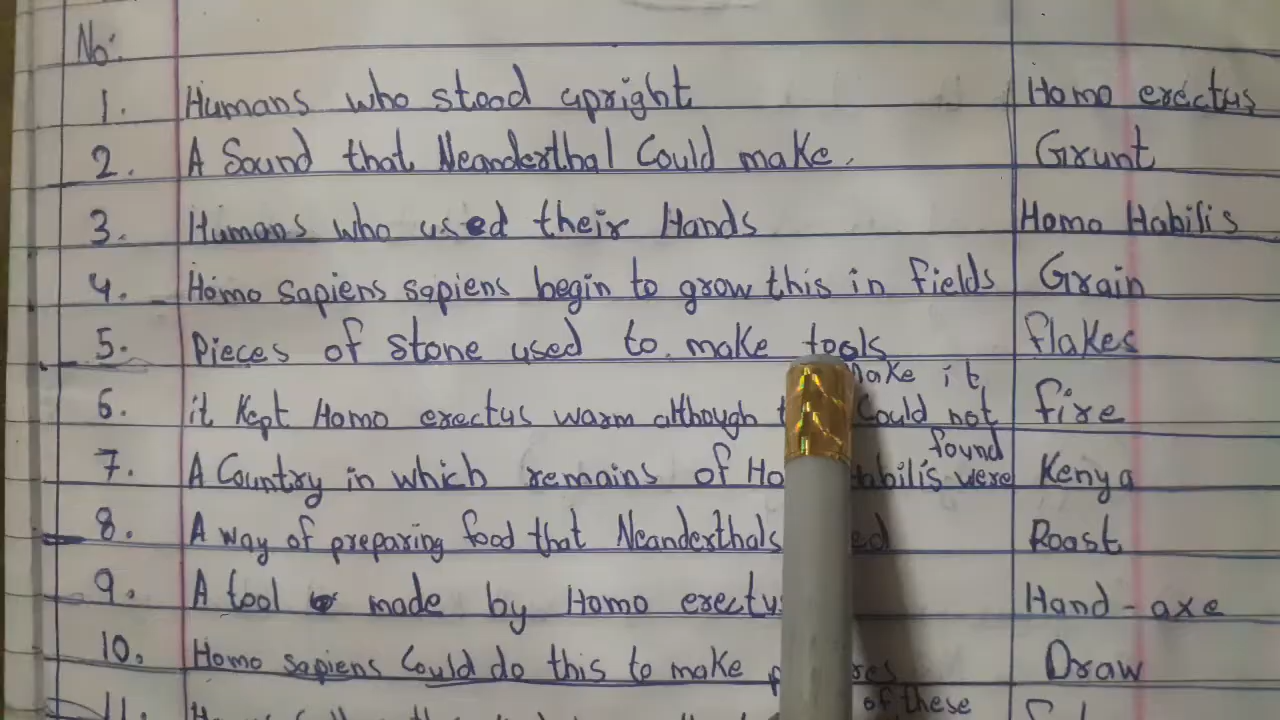 No:
1. Humans who stood upright Homo erectus
2. A Sound that Neanderthal Could make. Grunt
3. Humans who used their Hands Homo Habilis
4. Homo sapiens sapiens begin to grow this in fields Grain
5. Pieces of stone used to make tools flakes
make it
6. it Kept Homo erectus warm although Could not fire
found
7. A Country in which remains of were Kenya
8. A way of preparing food that Neanderthals Roast
9. A tool made by Homo erectus Hand-axe
10. Homo sapiens Could do this to make Draw
of these
11.